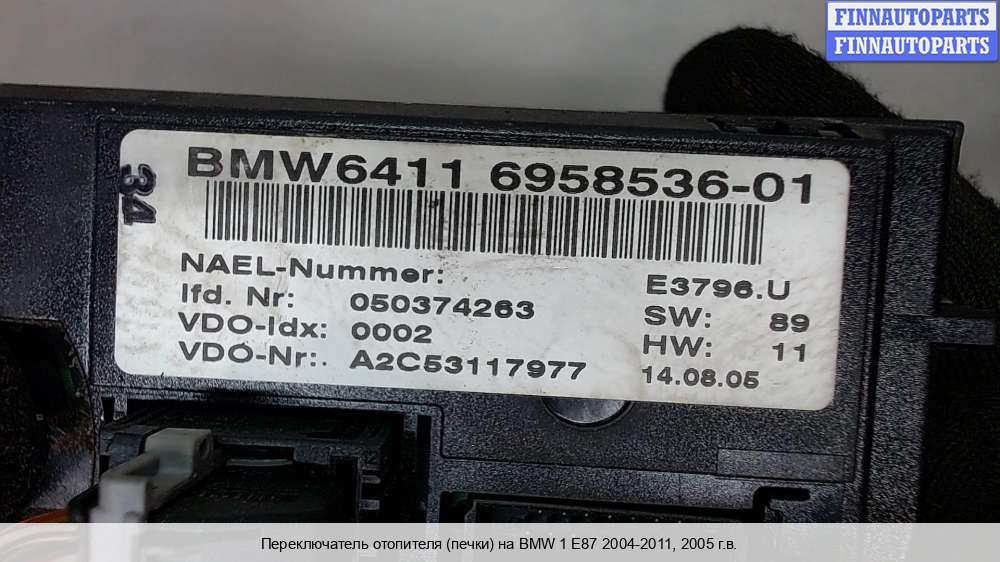 FINNAUTOPARTS
FINNAUTOPARTS
BMW6411 6958536-01
34
NAEL-Nummer: E3796.U
lfd. Nr: 050374263 SW: 89
VDO-Idx: 0002 HW: 11
VDO-Nr:. A2C53117977 14.08.05
Переключатель отопителя (печки) на BMW 1 E87 2004-2011, 2005 г.в.